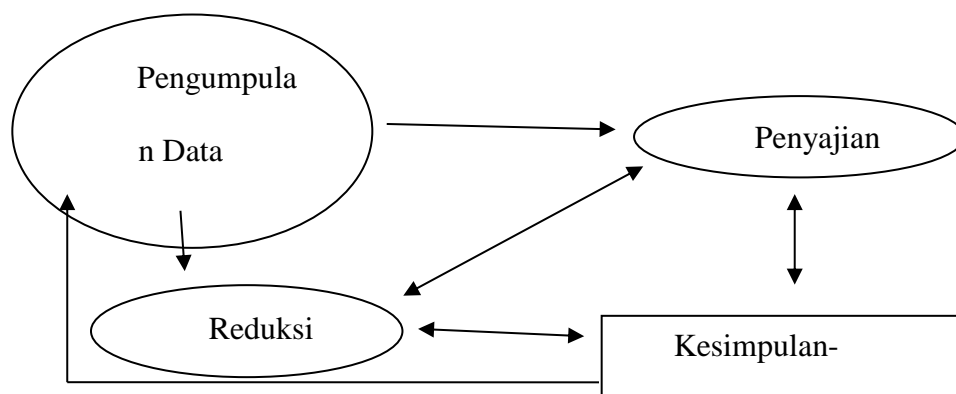 Pengumpula
n Data
Penyajian
Reduksi
Kesimpulan-